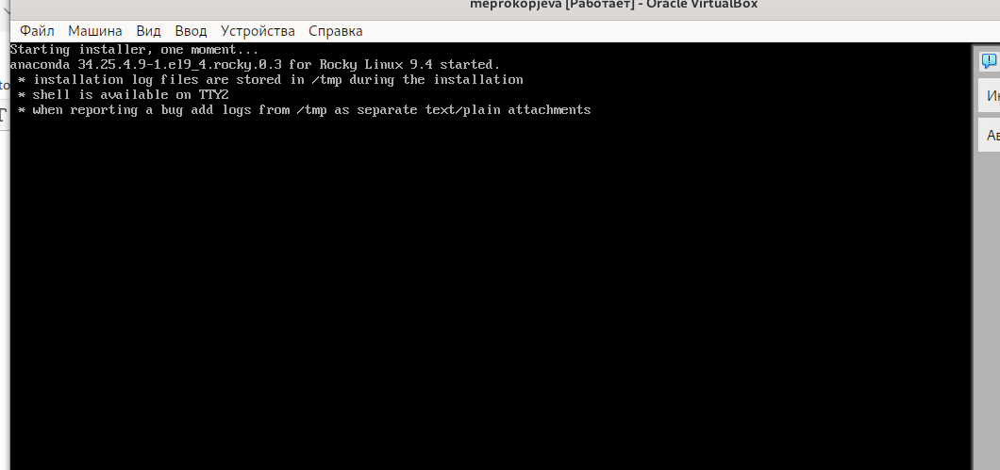 meprokopjeva [Работает] - Oracle VirtualBox
Файл Машина Вид Ввод Устройства Справка
Starting installer, one moment...
anaconda 34.25.4.9-1.el9_4.rocky.0.3 for Rocky Linux 9.4 started.
* installation log files are stored in /tmp during the installation
* shell is available on TTY2
* when reporting a bug add logs from /tmp as separate text/plain attachments